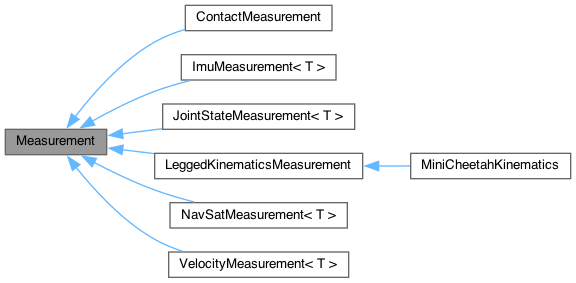 ContactMeasurement
ImuMeasurement< T >
JointStateMeasurement< T >
Measurement
LeggedKinematicsMeasurement
MiniCheetahKinematics
NavSatMeasurement< T >
VelocityMeasurement< T >